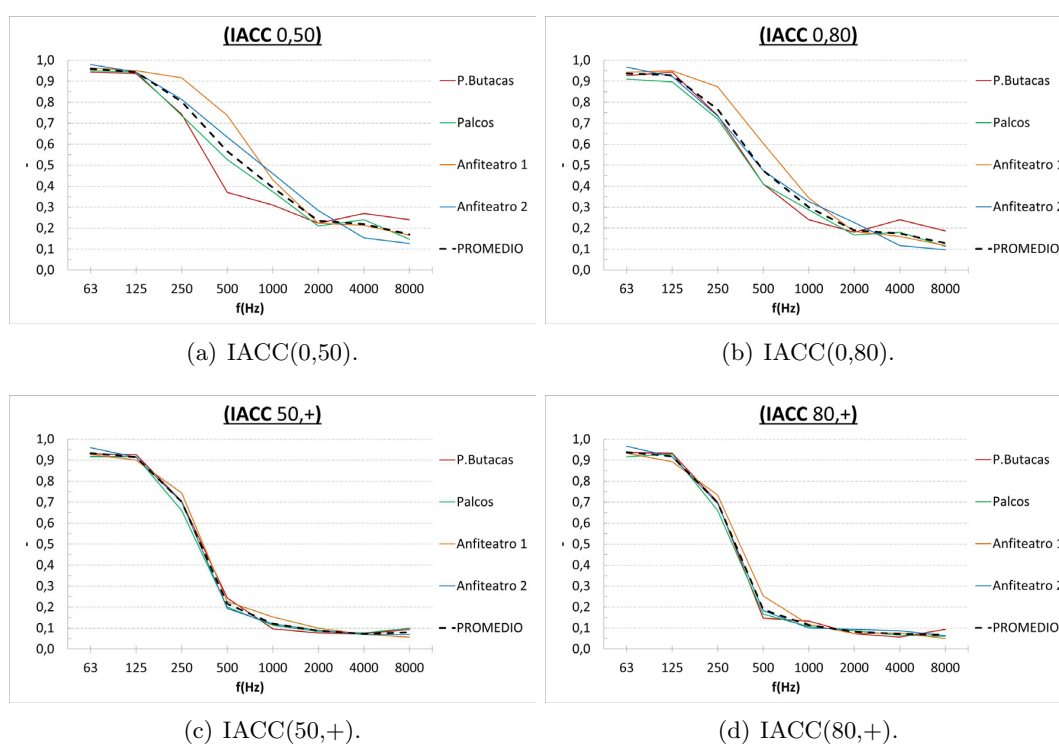 (IACC 0,50)
1,0
0,9
0,8
0,7
0,6
0,5
0,4
0,3
0,2
0,1
0,0
-
63 125 250 500 1000 2000 4000 8000
f(Hz)
P.Butacas
Palcos
Anfiteatro 1
Anfiteatro 2
PROMEDIO
(a) IACC(0,50).
(IACC 0,80)
1,0
0,9
0,8
0,7
0,6
0,5
0,4
0,3
0,2
0,1
0,0
-
63 125 250 500 1000 2000 4000 8000
f(Hz)
P.Butacas
Palcos
Anfiteatro 1
Anfiteatro 2
PROMEDIO
(b) IACC(0,80).
(IACC 50,+)
1,0
0,9
0,8
0,7
0,6
0,5
0,4
0,3
0,2
0,1
0,0
-
63 125 250 500 1000 2000 4000 8000
f(Hz)
P.Butacas
Palcos
Anfiteatro 1
Anfiteatro 2
PROMEDIO
(c) IACC(50,+).
(IACC 80,+)
1,0
0,9
0,8
0,7
0,6
0,5
0,4
0,3
0,2
0,1
0,0
-
63 125 250 500 1000 2000 4000 8000
f(Hz)
P.Butacas
Palcos
Anfiteatro 1
Anfiteatro 2
PROMEDIO
(d) IACC(80,+).